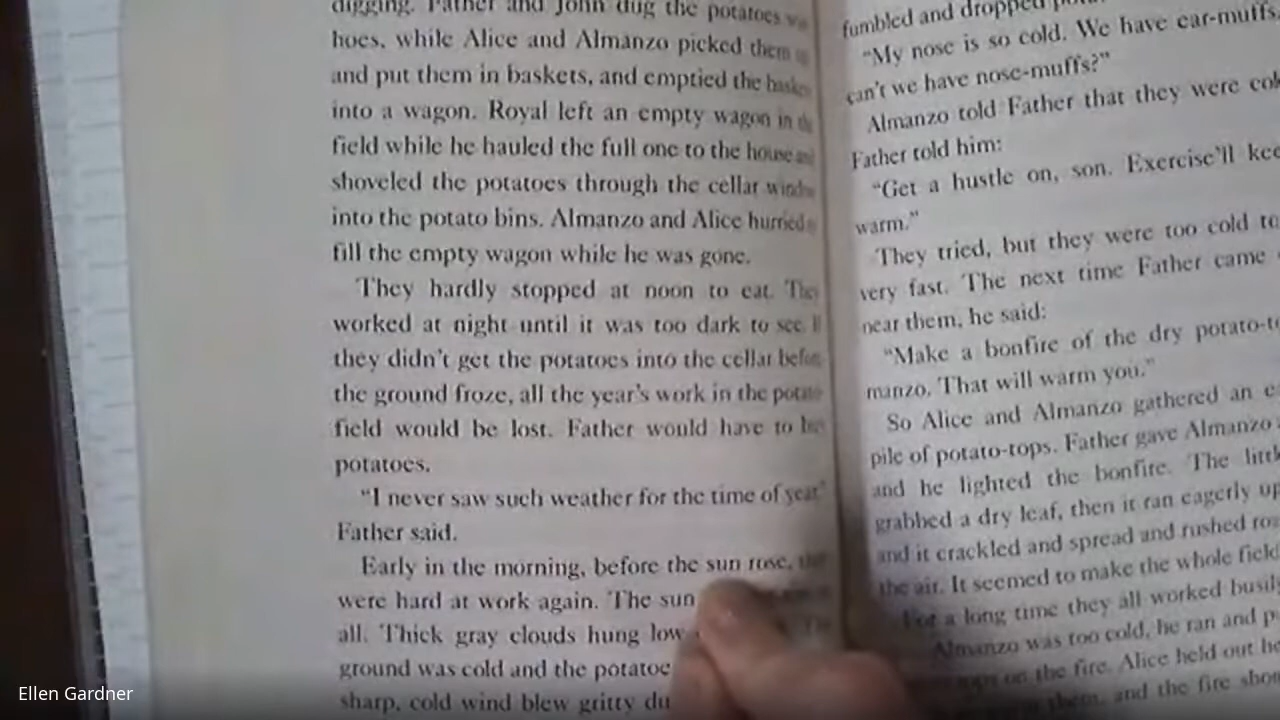 digging. Father and John dug the potatoes
hoes, while Alice and Almanzo picked them
and put them in baskets, and emptied the
into a wagon. Royal left an empty wagon in the
field while he hauled the full one to the house and
shoveled the potatoes through the cellar
into the potato bins. Almanzo and Alice hurried
fill the empty wagon while he was gone.
They hardly stopped at noon to eat. They
worked at night until it was too dark to see. If
they didn't get the potatoes into the cellar before
the ground froze, all the year's work in the potato
field would be lost. Father would have to buy
potatoes.
"I never saw such weather for the time of year,"
Father said.
Early in the morning, before the sun rose,
were hard at work again. The sun
all. Thick gray clouds hung low
ground was cold and the
sharp, cold wind blew gritty
fumbled and dropped
"My nose is so cold. We have ear-muffs.
can't we have nose-muffs?"
Almanzo told Father that they were
Father told him:
"Get a hustle on, son. Exercise'll
warm."
They tried, but they were too cold
very fast. The next time Father came
near them, he said:
"Make a bonfire of the dry
manzo. That will warm you."
So Alice and Almanzo gathered an
pile of potato-tops. Father gave Almanzo
and he lighted the bonfire. The
grabbed a dry leaf, then it ran eagerly up
and it crackled and spread and rushed
the air. It seemed to make the whole field
For a long time they all worked
Almanzo was too cold, he ran and
on the fire. Alice held out
them, and the fire
Ellen Gardner